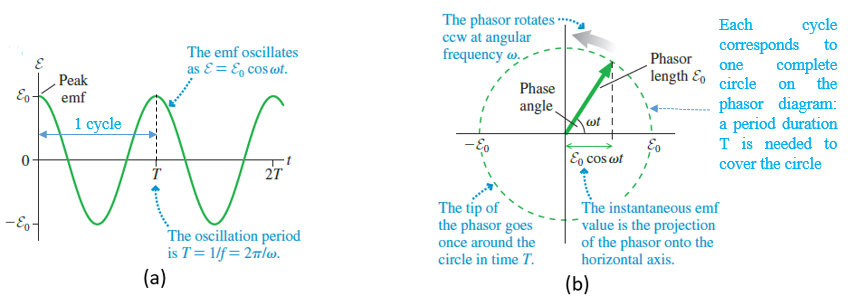 The emf oscillates
as ℰ = ℰ₀ cos ωt.
ℰ
Peak
emf
ℰ₀
1 cycle
0
t
T
2T
−ℰ₀
The oscillation period
is T = 1/f = 2π/ω.
(a)
The phasor rotates
ccw at angular
frequency ω.
Phasor
length ℰ₀
Phase
angle
ωt
−ℰ₀
ℰ₀
ℰ₀ cos ωt
The tip of
the phasor goes
once around the
circle in time T.
The instantaneous emf
value is the projection
of the phasor onto the
horizontal axis.
(b)
Each cycle
corresponds to
one complete
circle on the
phasor diagram:
a period duration
T is needed to
cover the circle